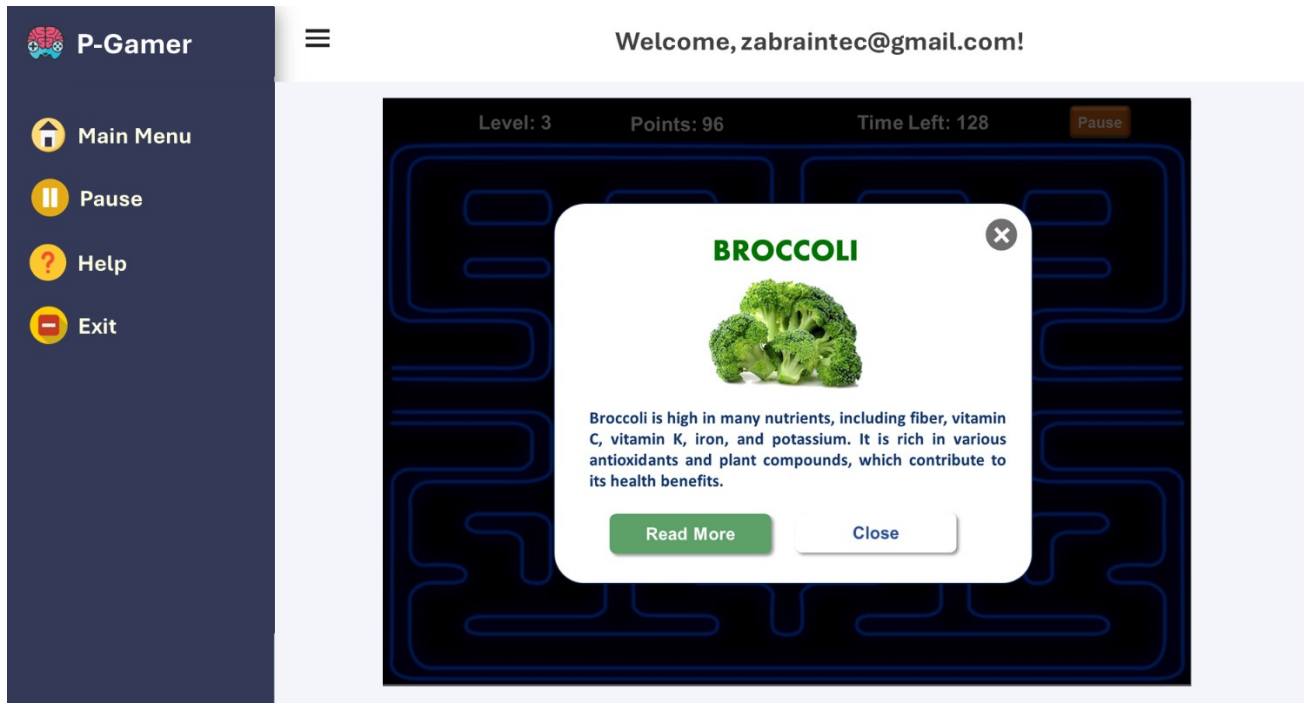 P-Gamer
Welcome, zabraintec@gmail.com!
Main Menu
Pause
Help
Exit
Level: 3 Points: 96 Time Left: 128 Pause
BROCCOLI
Broccoli is high in many nutrients, including fiber, vitamin
C, vitamin K, iron, and potassium. It is rich in various
antioxidants and plant compounds, which contribute to
its health benefits.
Read More Close